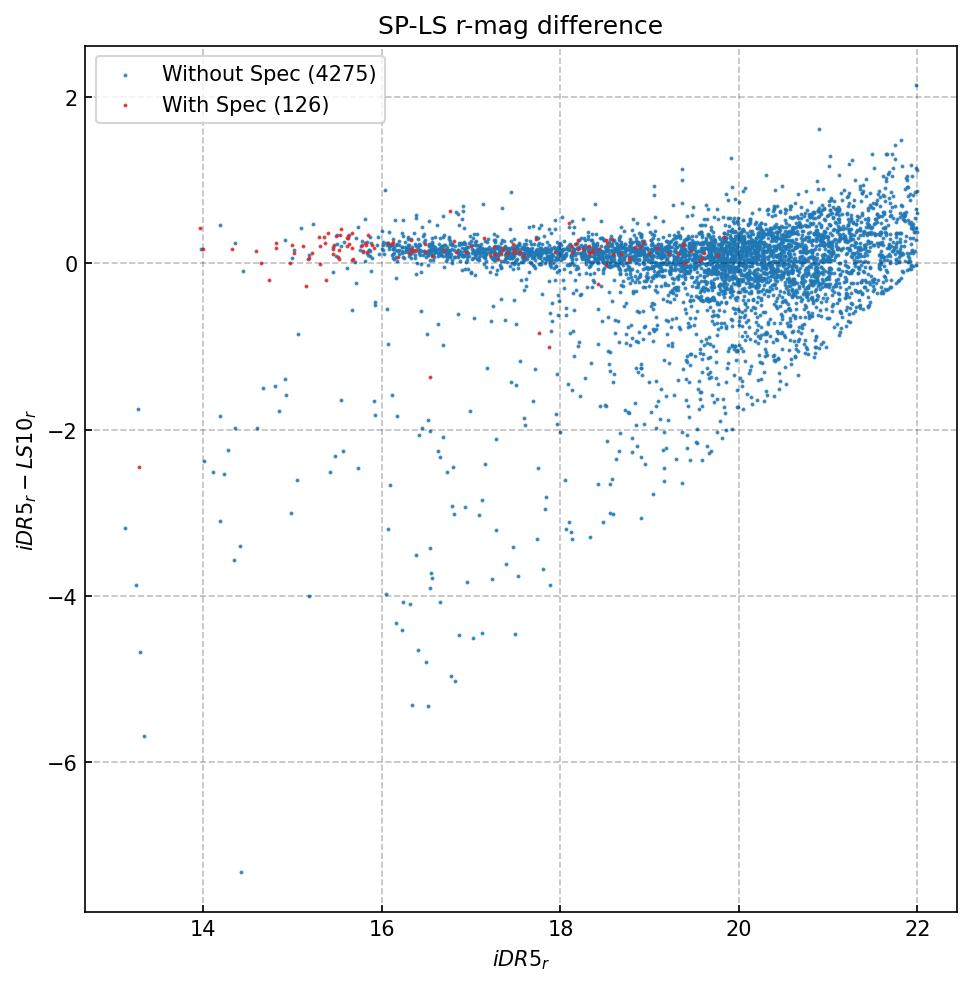 SP-LS r-mag difference
Without Spec (4275)
With Spec (126)
2
0
−2
−4
−6
iDR5r − LS10r
14 16 18 20 22
iDR5r